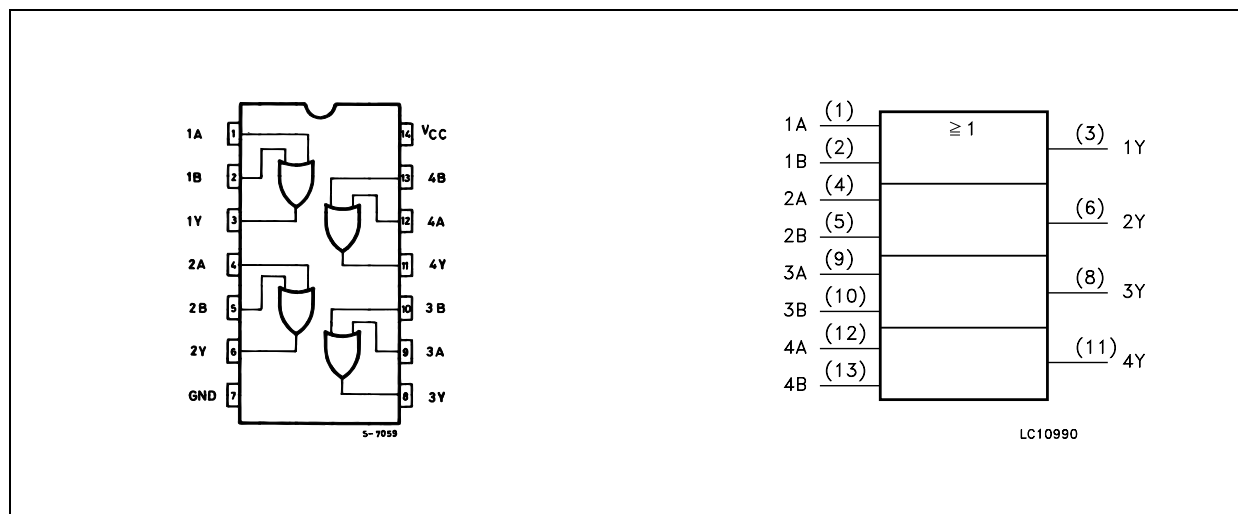 1A 1 14 VCC
1B 2 13 4B
1Y 3 12 4A
2A 4 11 4Y
2B 5 10 3B
2Y 6 9 3A
GND 7 8 3Y
S-7059
1A (1) ≧1 (3) 1Y
1B (2)
2A (4) (6) 2Y
2B (5)
3A (9) (8) 3Y
3B (10)
4A (12) (11) 4Y
4B (13)
LC10990